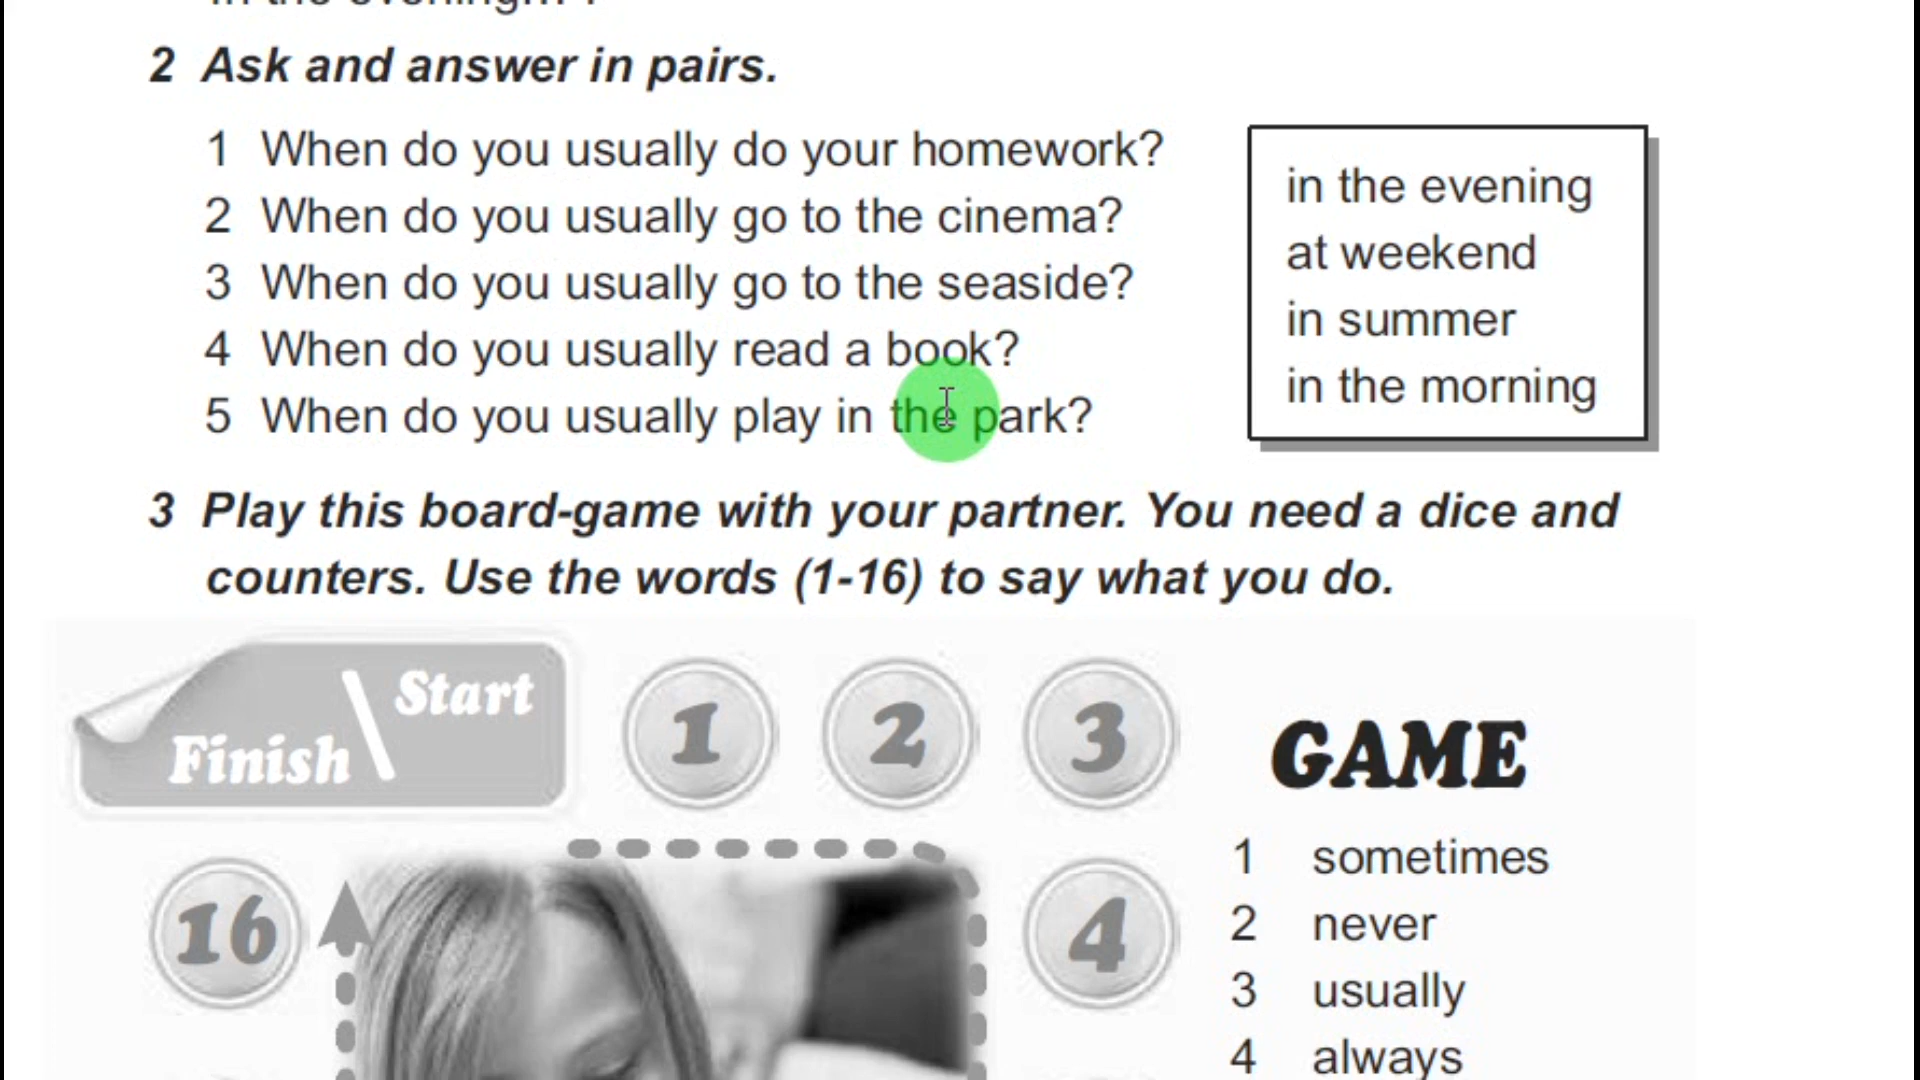 2 Ask and answer in pairs.
1 When do you usually do your homework?
2 When do you usually go to the cinema?
3 When do you usually go to the seaside?
4 When do you usually read a book?
5 When do you usually play in the park?
in the evening
at weekend
in summer
in the morning
3 Play this board-game with your partner. You need a dice and
counters. Use the words (1-16) to say what you do.
Start
Finish
1
2
3
16
4
GAME
1 sometimes
2 never
3 usually
4 always